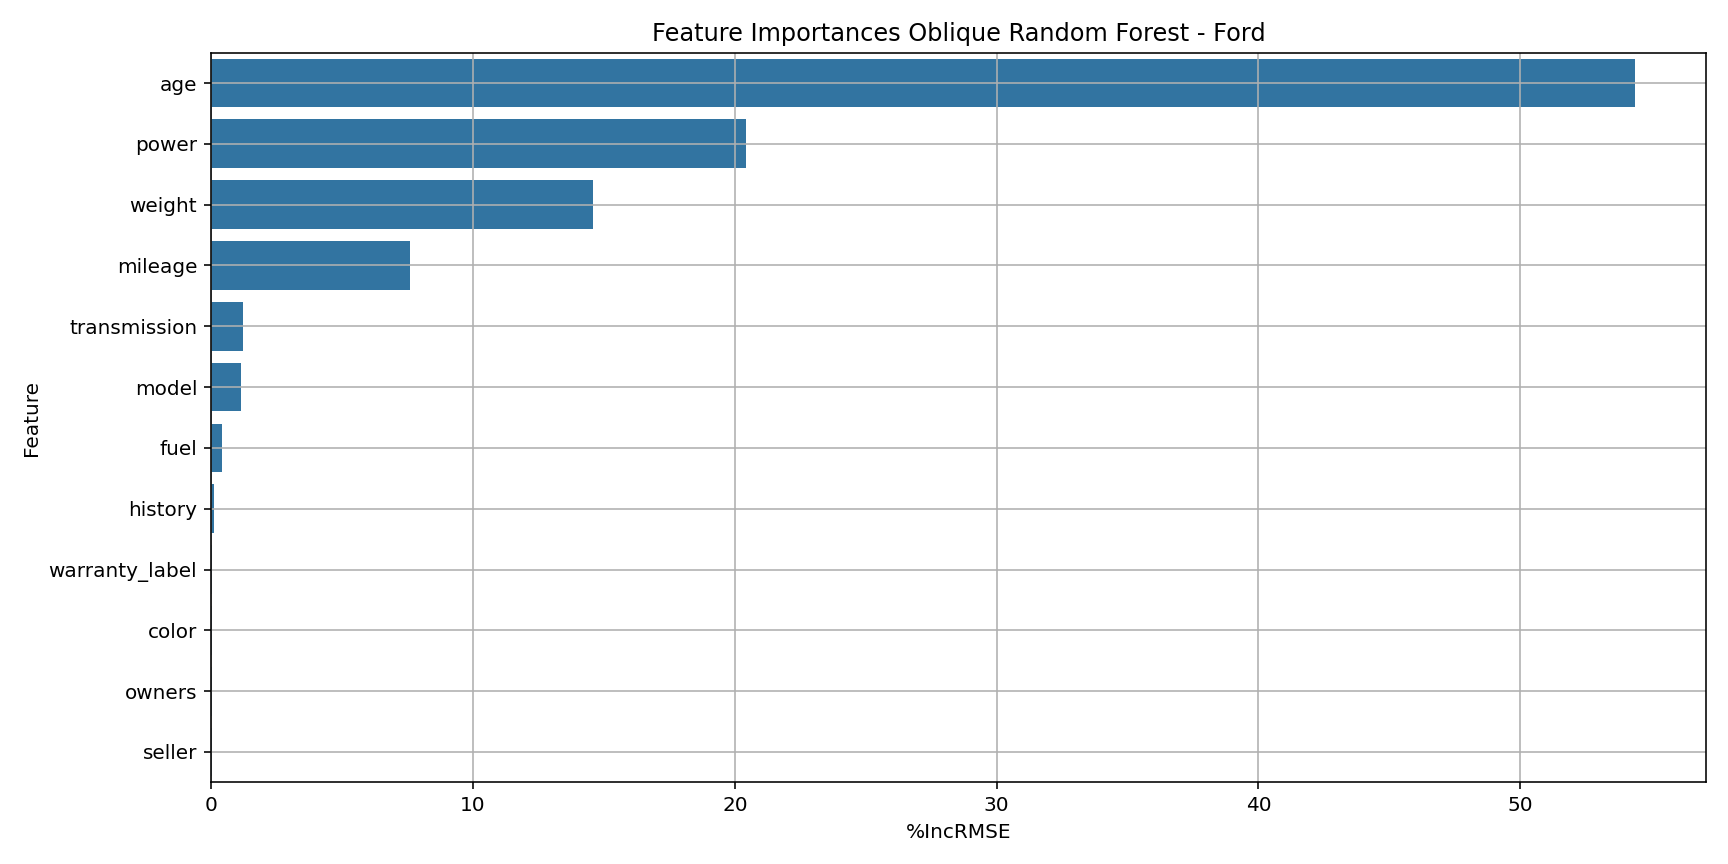 Feature Importances Oblique Random Forest - Ford
age
power
weight
mileage
transmission
model
fuel
history
warranty_label
color
owners
seller
Feature
0 10 20 30 40 50
%IncRMSE